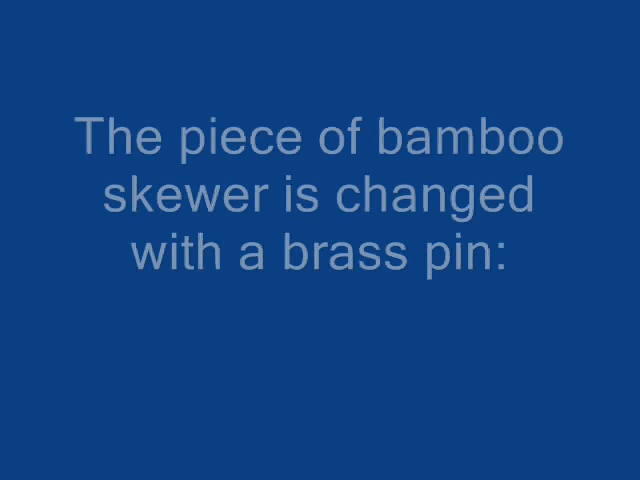 The piece of bamboo
skewer is changed
with a brass pin: